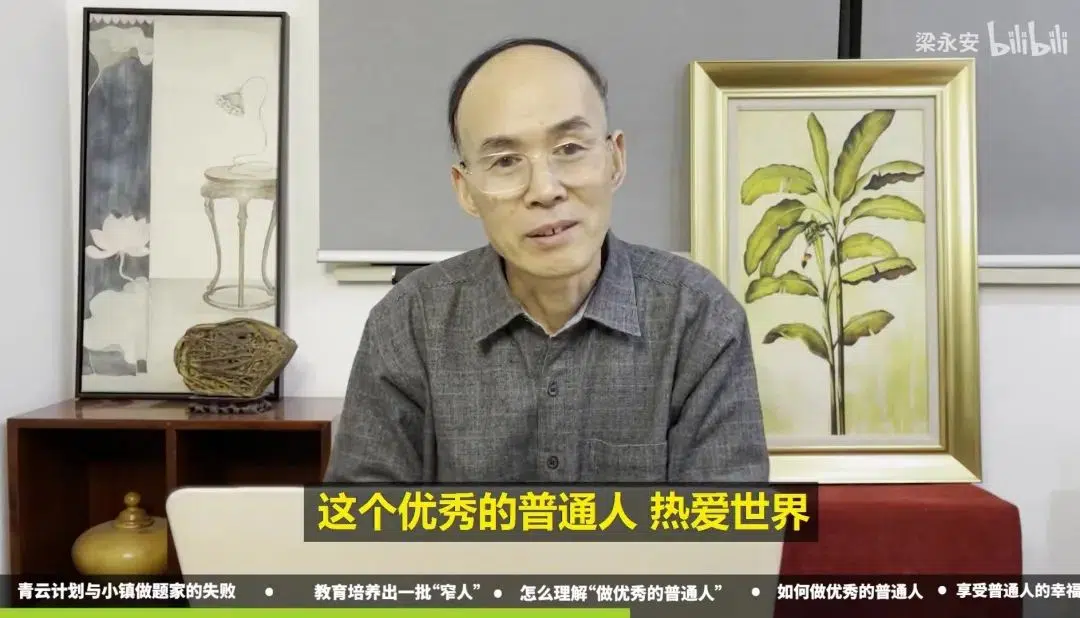 梁永安 bilibili
这个优秀的普通人 热爱世界
青云计划与小镇做题家的失败 • 教育培养出一批“窄人” • 怎么理解“做优秀的普通人” • 如何做优秀的普通人 • 享受普通人的幸福